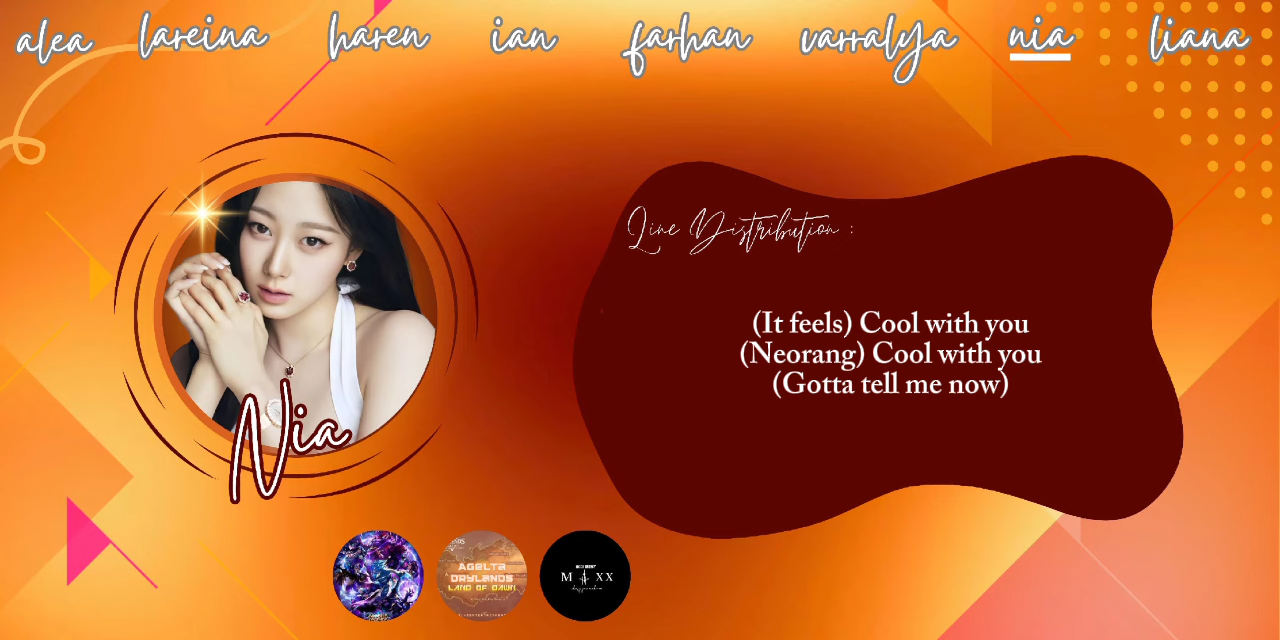 alea lareina haren ian farhan varralya nia liana
Line Distribution :
(It feels) Cool with you
(Neorang) Cool with you
(Gotta tell me now)
Nia
AGELTA
DRYLANDS
LAND OF DAWN
M XX